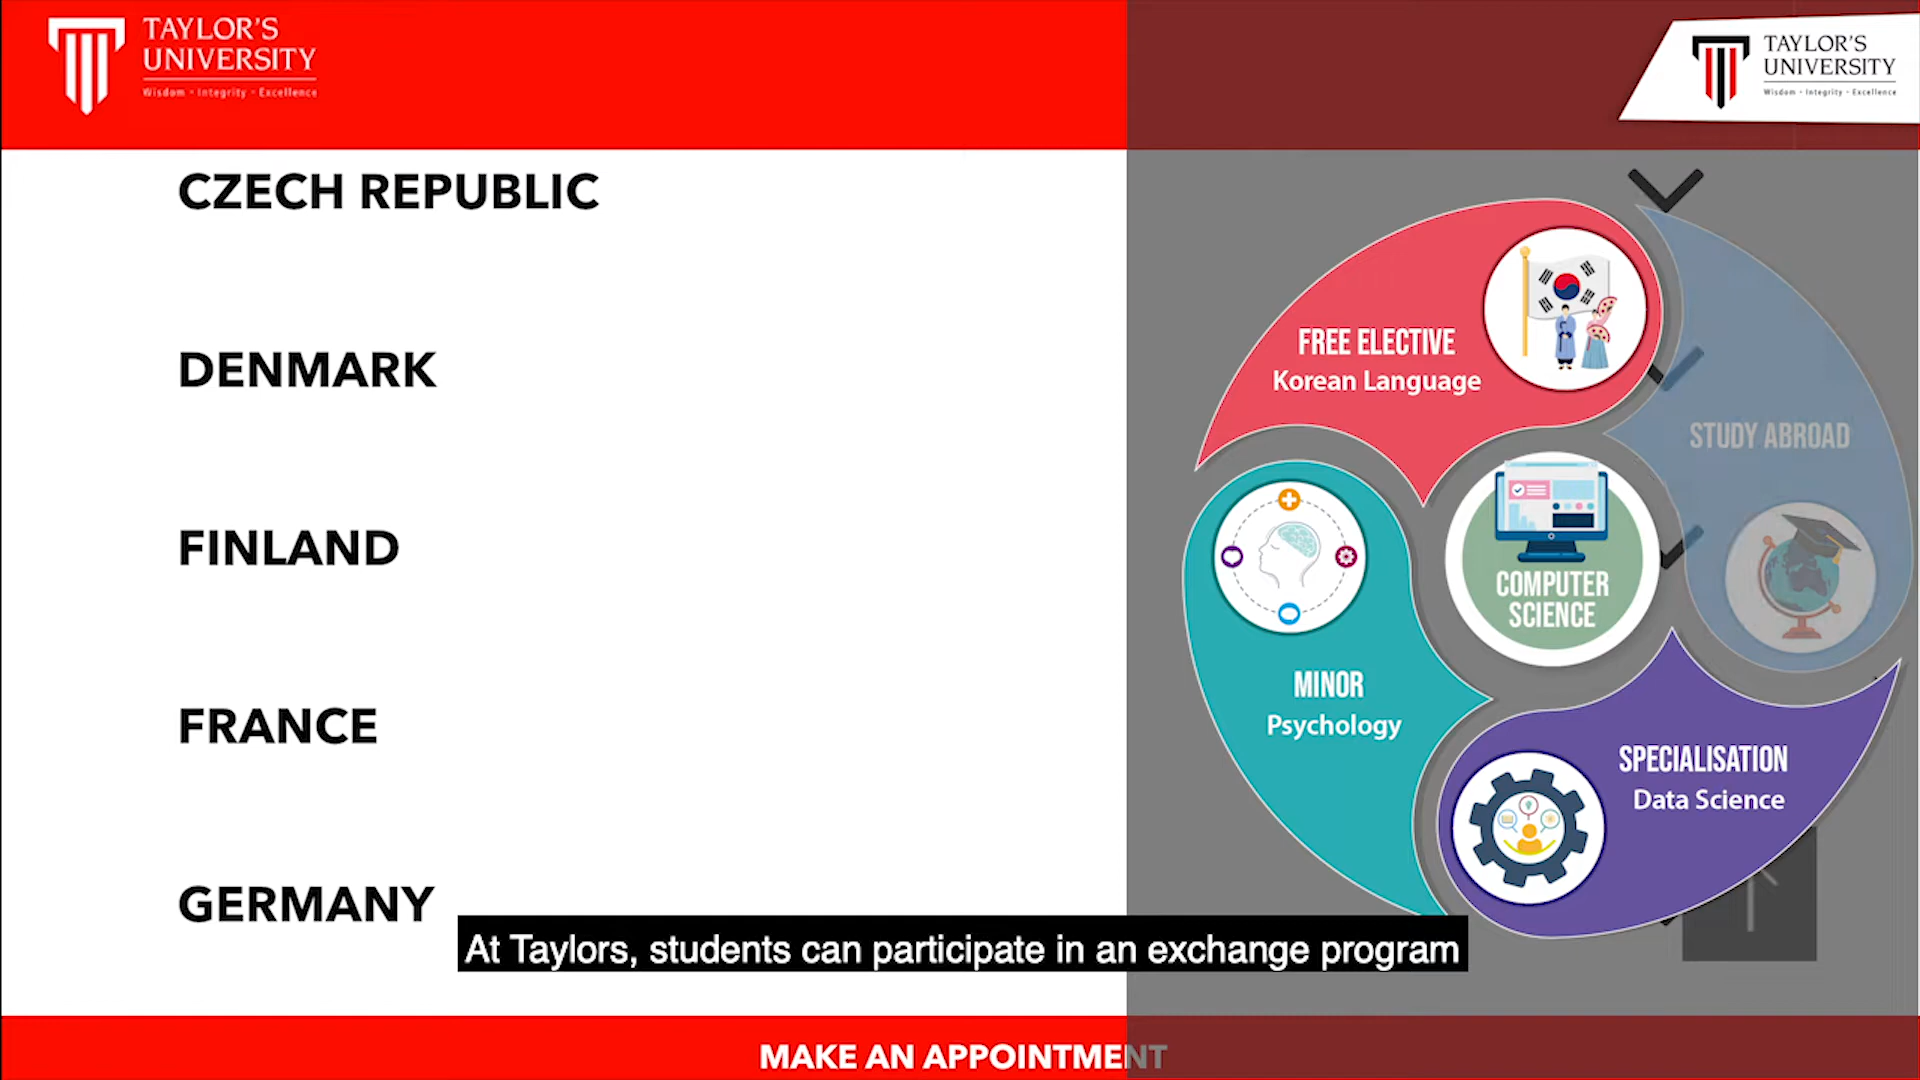 TAYLOR'S
UNIVERSITY
Wisdom • Integrity • Excellence
TAYLOR'S
UNIVERSITY
Wisdom • Integrity • Excellence
CZECH REPUBLIC
DENMARK
FINLAND
FRANCE
GERMANY
FREE ELECTIVE
Korean Language
STUDY ABROAD
COMPUTER
SCIENCE
MINOR
Psychology
SPECIALISATION
Data Science
At Taylors, students can participate in an exchange program
MAKE AN APPOINTMENT